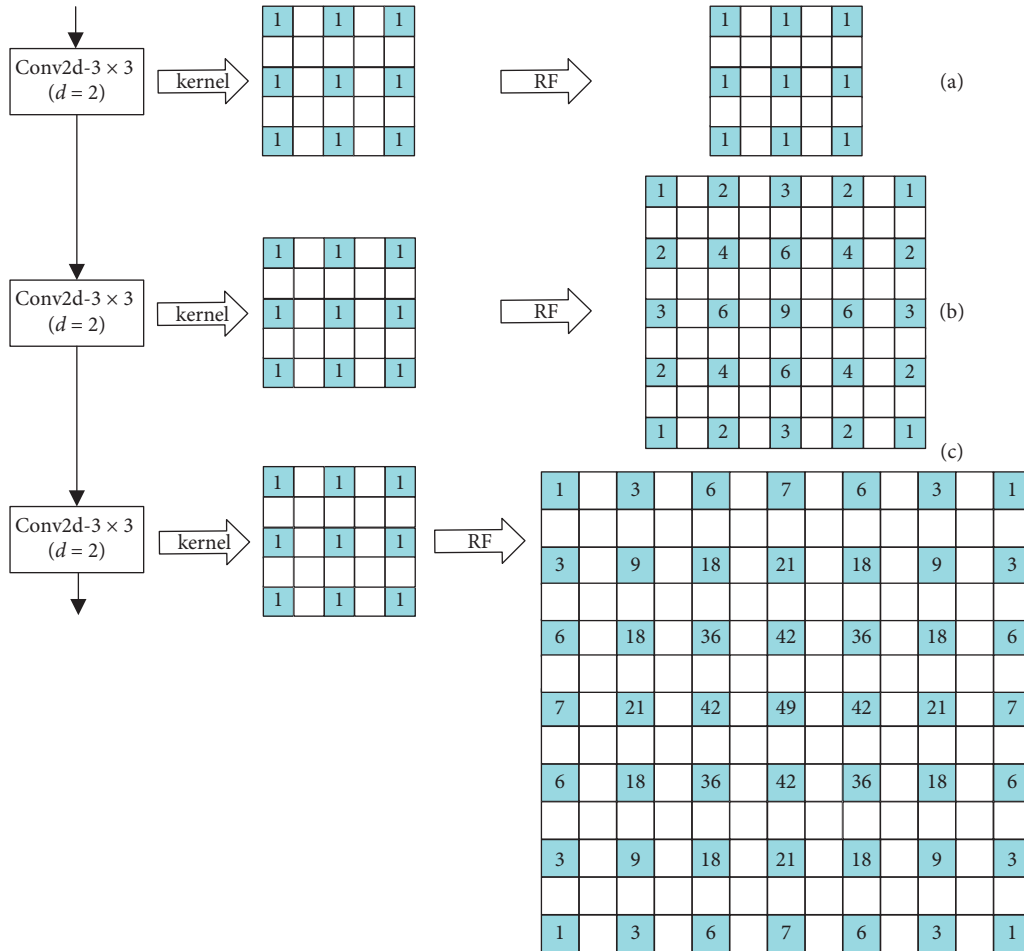 Conv2d-3 × 3
(d = 2)
kernel
1 1 1
1 1 1
1 1 1
RF
1 1 1
1 1 1
1 1 1
(a)
Conv2d-3 × 3
(d = 2)
kernel
1 1 1
1 1 1
1 1 1
RF
1 2 3 2 1
2 4 6 4 2
3 6 9 6 3
2 4 6 4 2
1 2 3 2 1
(b)
Conv2d-3 × 3
(d = 2)
kernel
1 1 1
1 1 1
1 1 1
RF
(c)
1 3 6 7 6 3 1
3 9 18 21 18 9 3
6 18 36 42 36 18 6
7 21 42 49 42 21 7
6 18 36 42 36 18 6
3 9 18 21 18 9 3
1 3 6 7 6 3 1